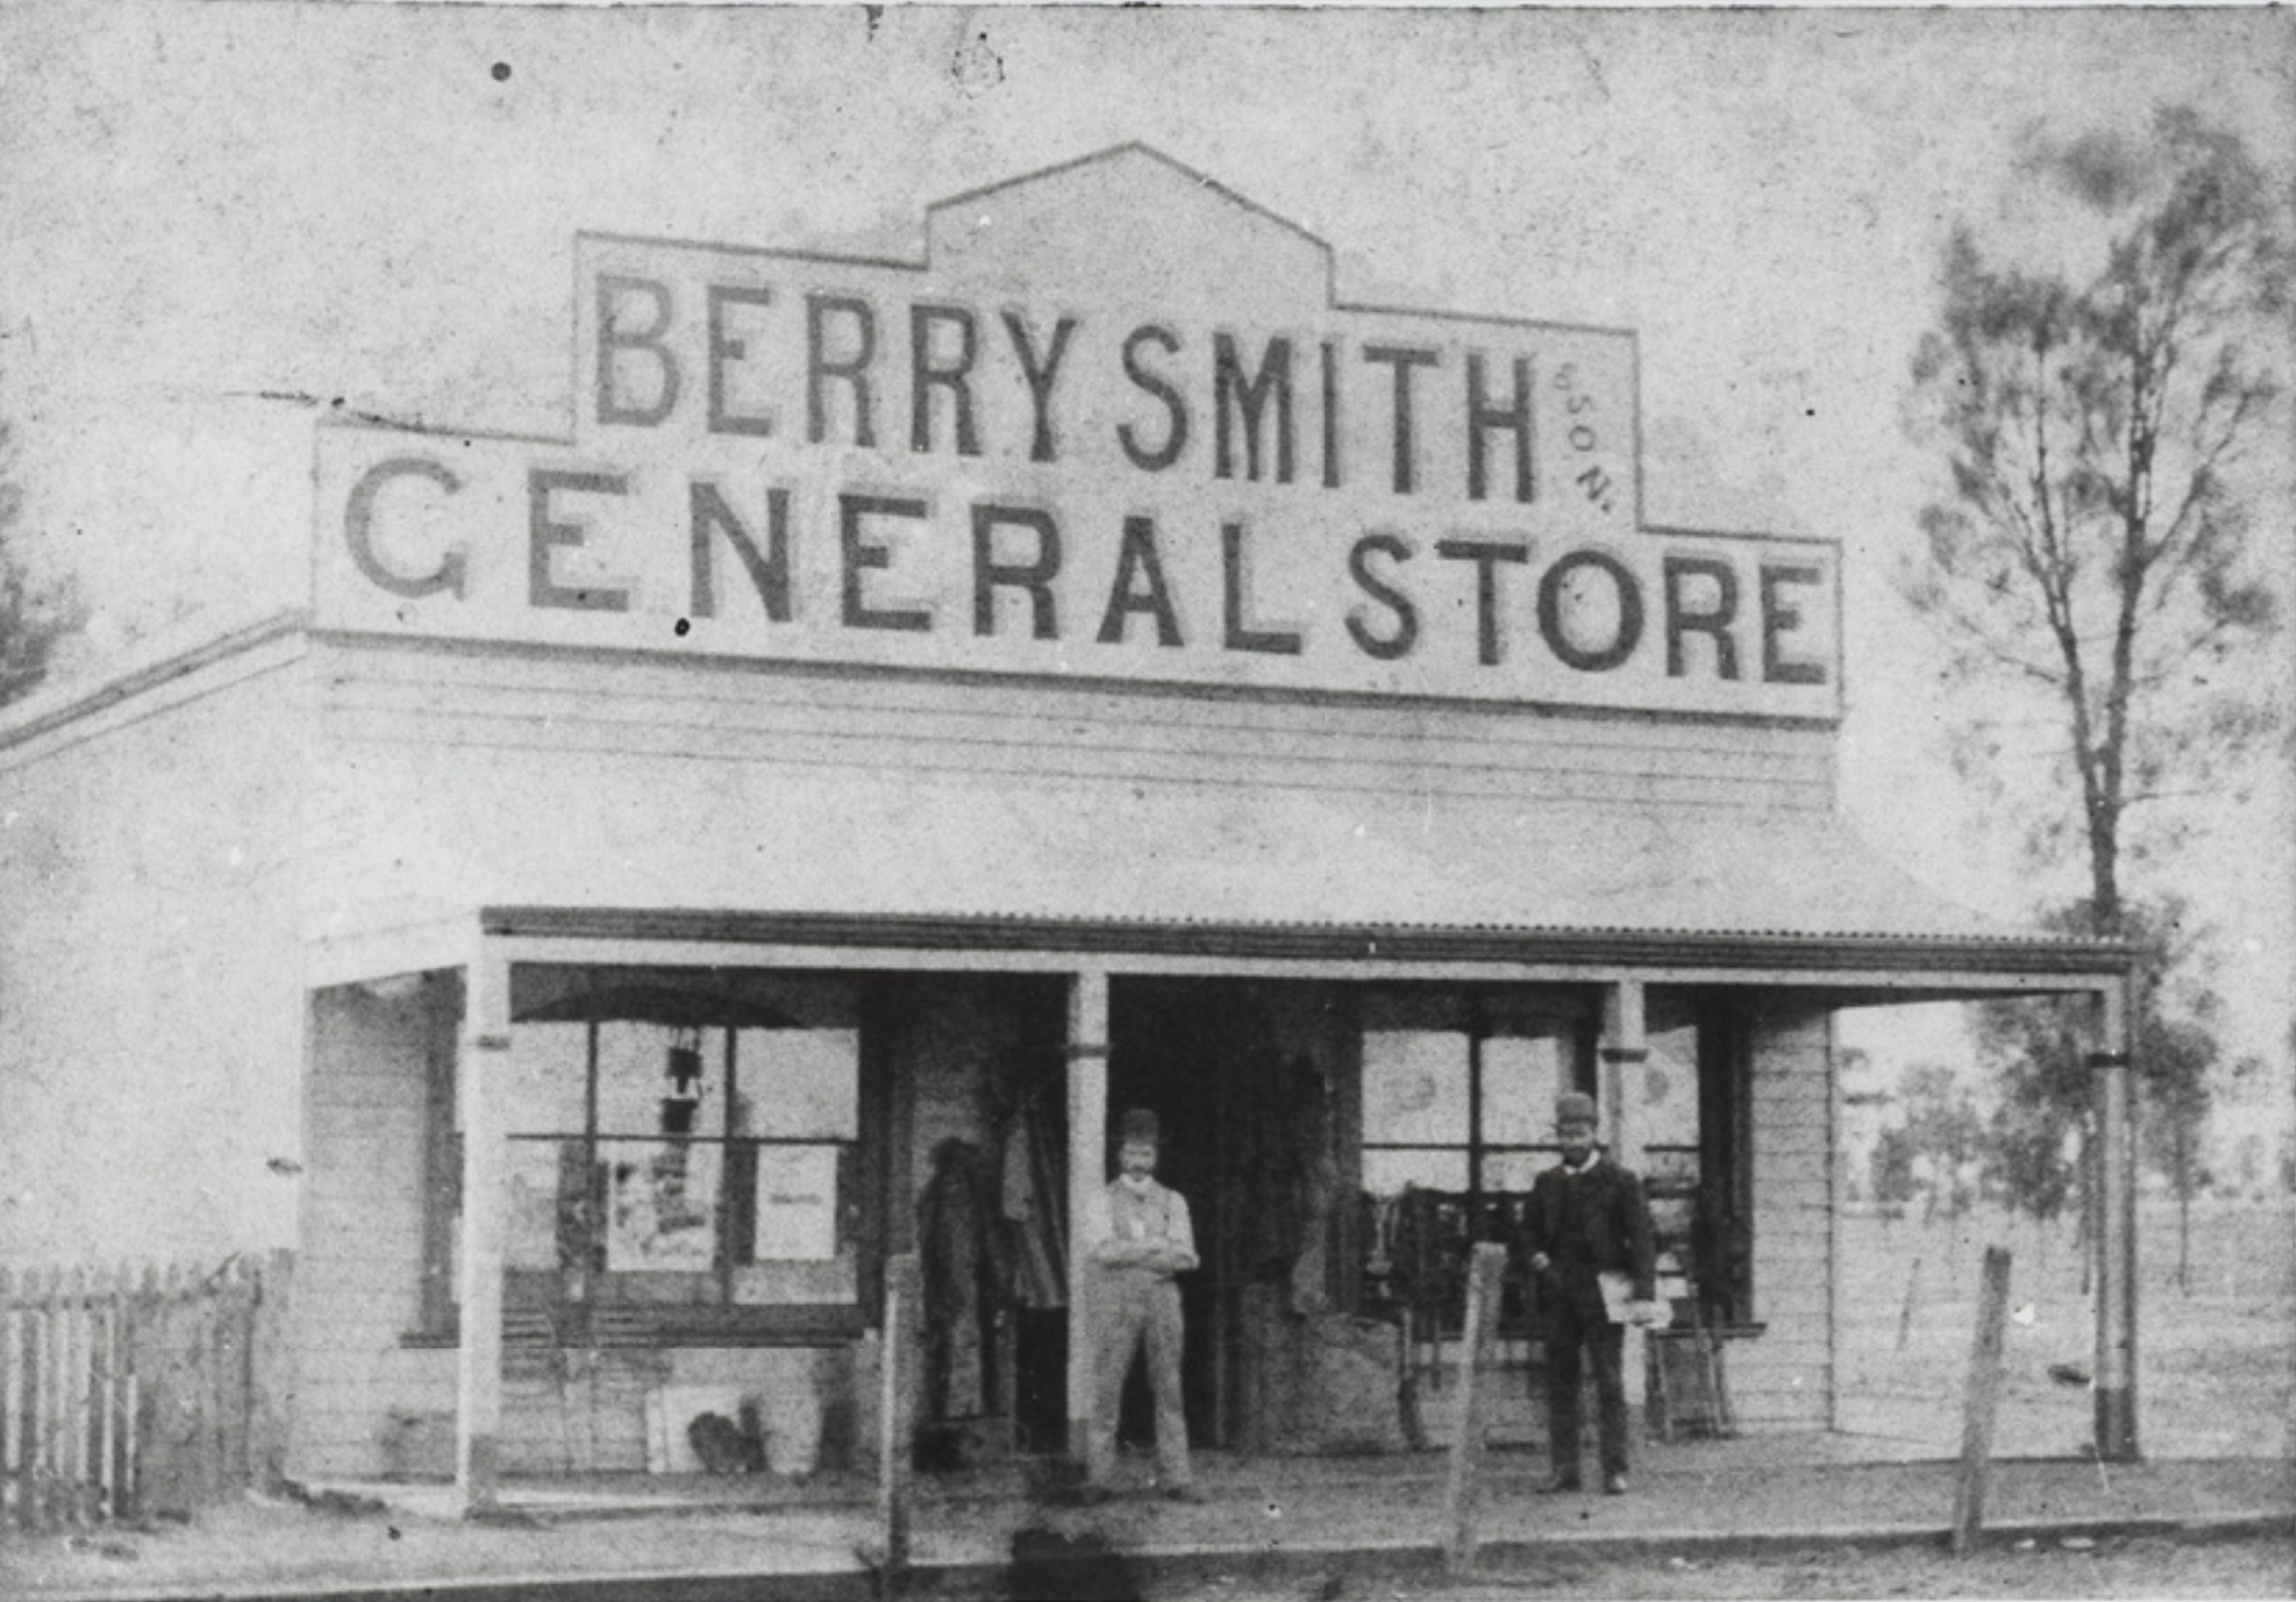 BERRY SMITH & SON.
GENERAL STORE